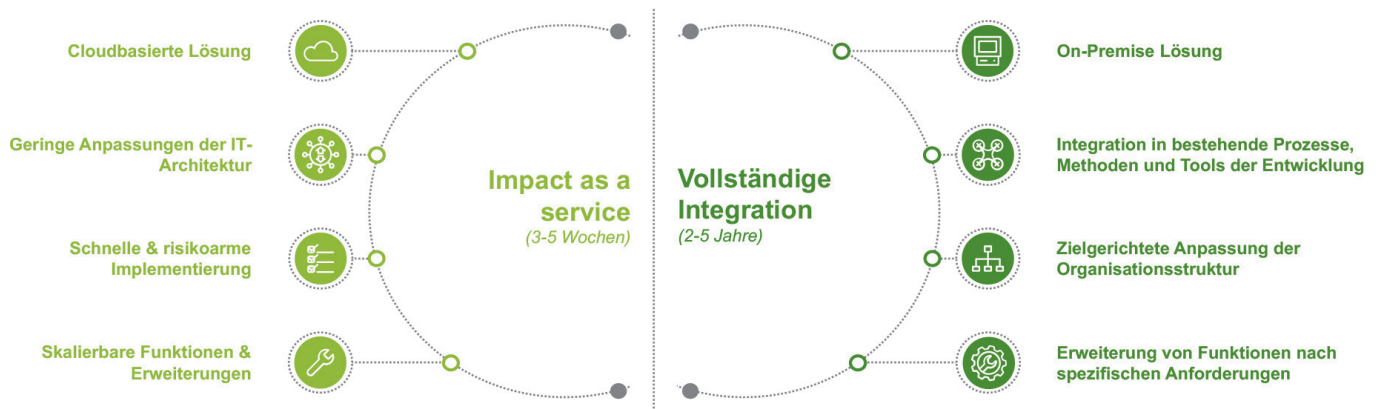 Cloudbasierte Lösung
Geringe Anpassungen der IT-
Architektur
Schnelle & risikoarme
Implementierung
Skalierbare Funktionen &
Erweiterungen
Impact as a
service
(3-5 Wochen)
Vollständige
Integration
(2-5 Jahre)
On-Premise Lösung
Integration in bestehende Prozesse,
Methoden und Tools der Entwicklung
Zielgerichtete Anpassung der
Organisationsstruktur
Erweiterung von Funktionen nach
spezifischen Anforderungen